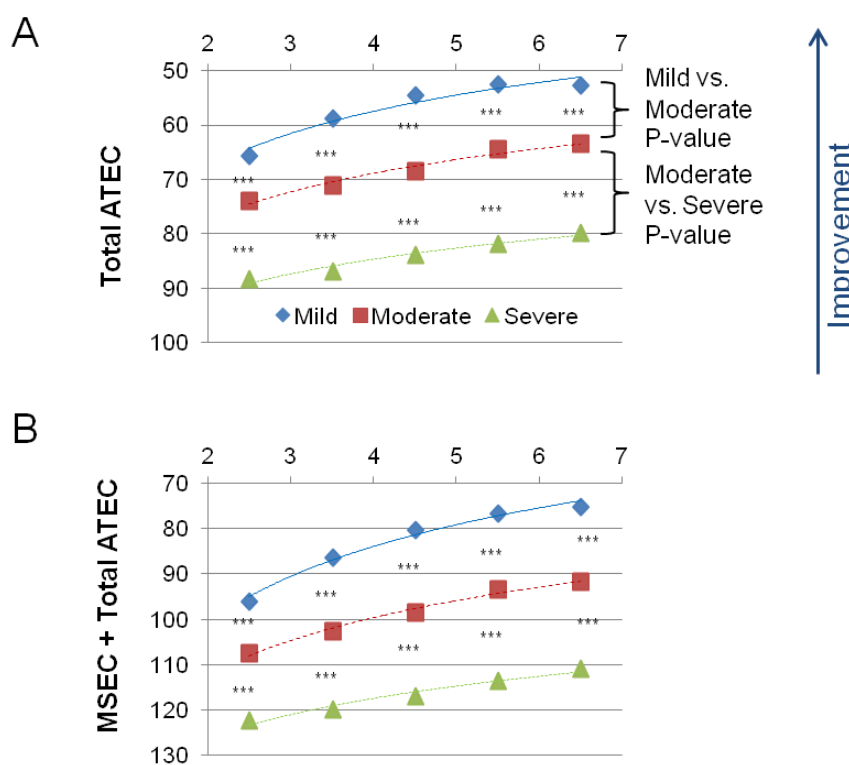 A
2 3 4 5 6 7
50
60
70
80
90
100
Total ATEC
*** *** *** *** ***
*** *** *** *** ***
Mild vs.
Moderate
P-value
Moderate
vs. Severe
P-value
Mild Moderate Severe
Improvement
B
2 3 4 5 6 7
70
80
90
100
110
120
130
MSEC + Total ATEC
*** *** *** *** ***
*** *** *** *** ***